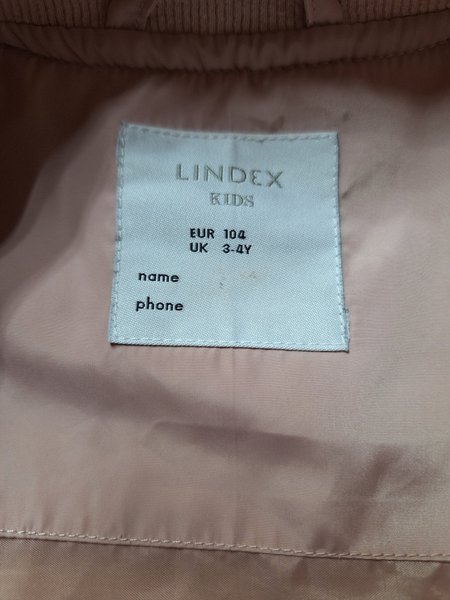 LINDEX
KIDS
EUR 104
UK 3-4Y
name
phone